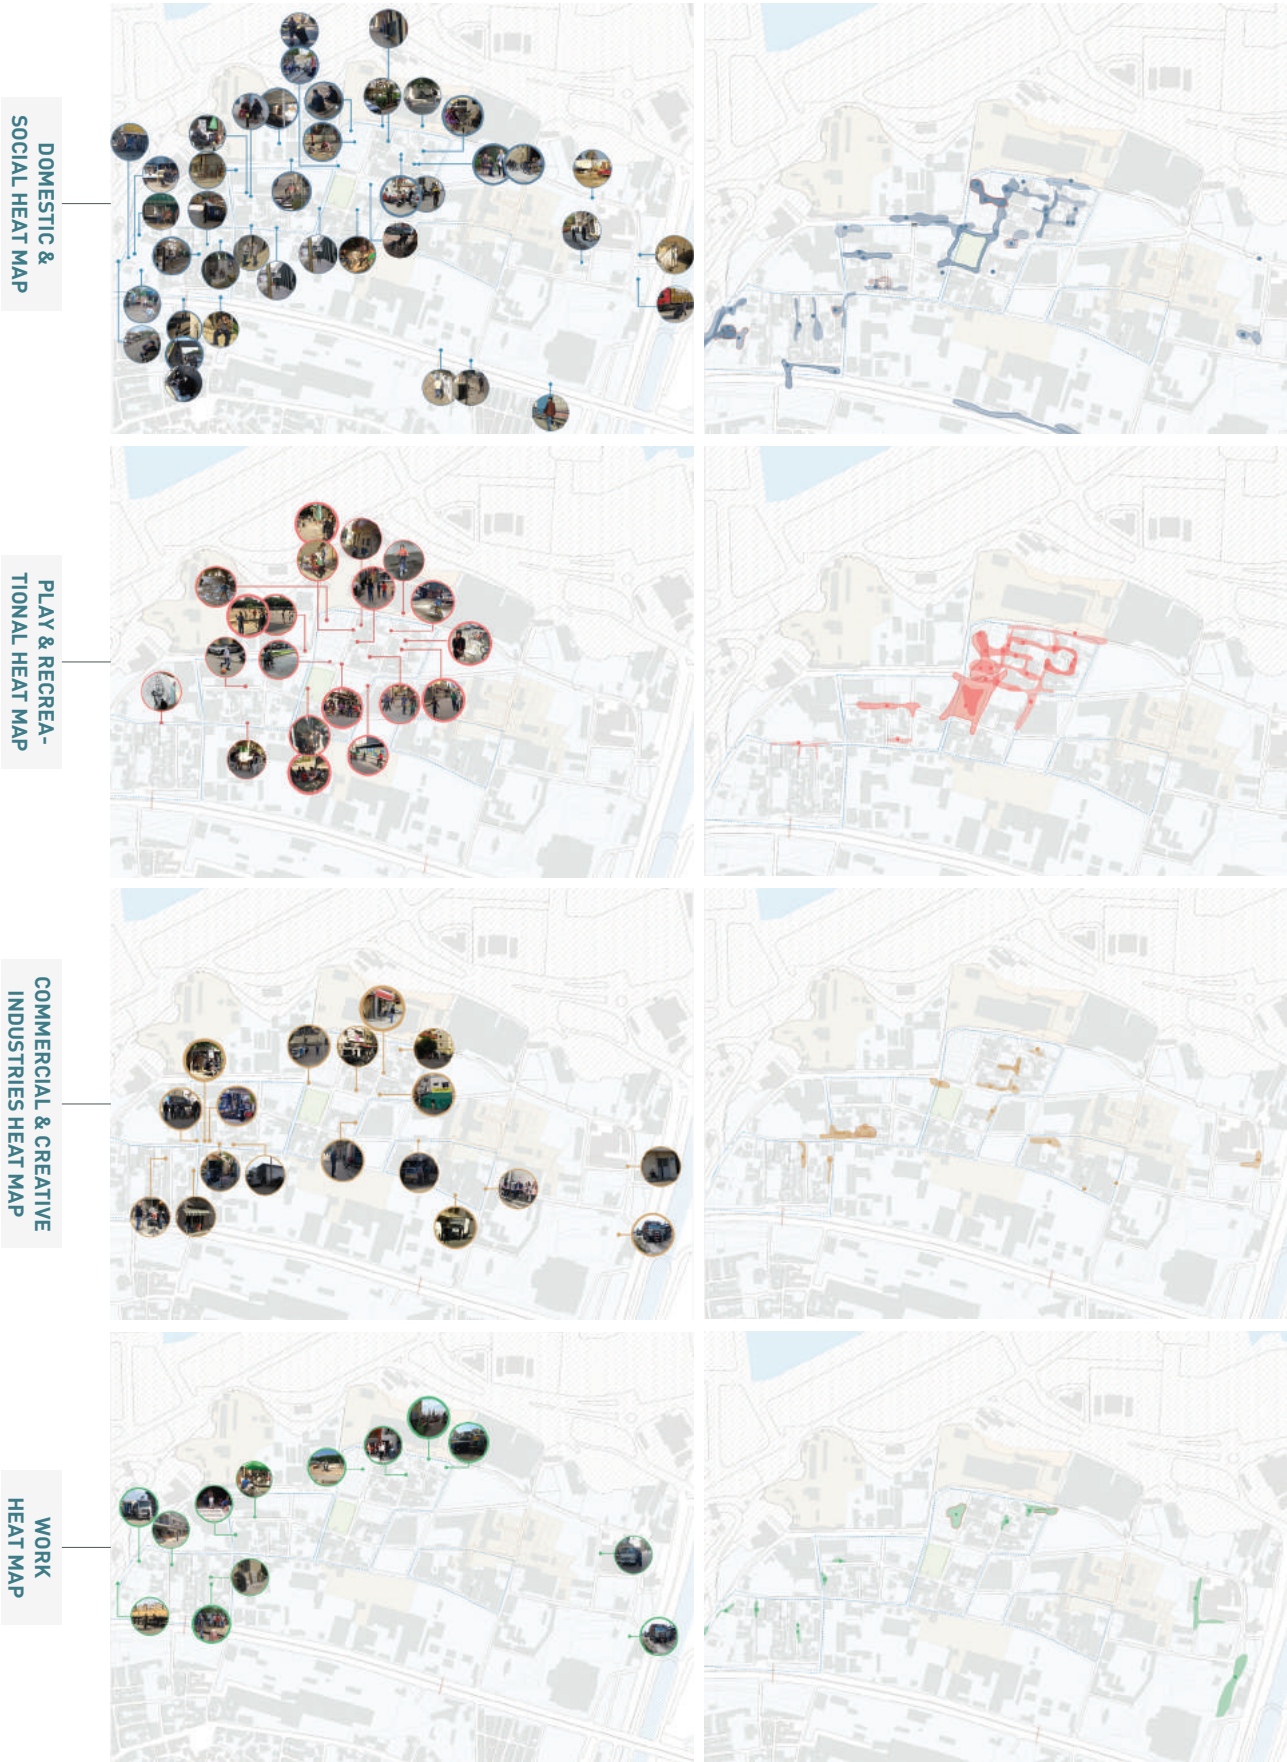 DOMESTIC &
SOCIAL HEAT MAP
PLAY & RECREA-
TIONAL HEAT MAP
COMMERCIAL & CREATIVE
INDUSTRIES HEAT MAP
WORK
HEAT MAP